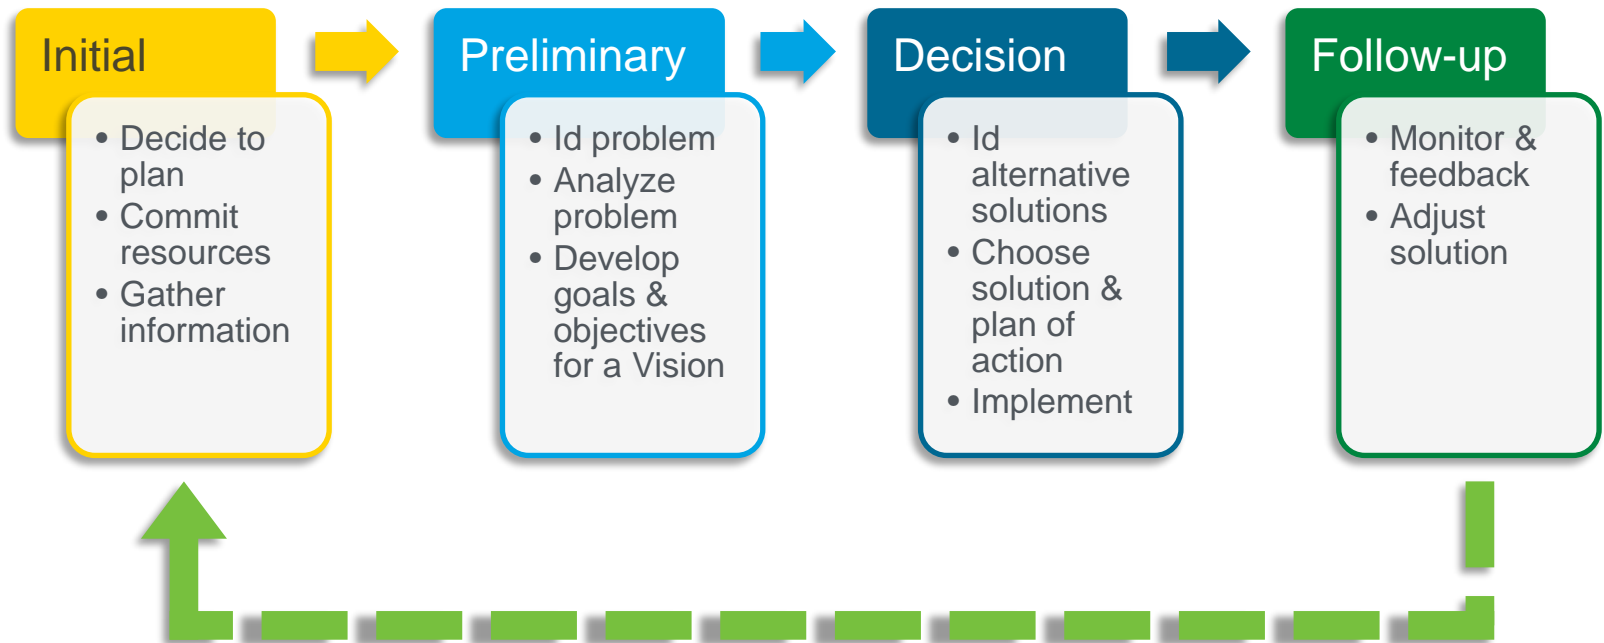 Initial
• Decide to
plan
• Commit
resources
• Gather
information
Preliminary
• Id problem
• Analyze
problem
• Develop
goals &
objectives
for a Vision
Decision
• Id
alternative
solutions
• Choose
solution &
plan of
action
• Implement
Follow-up
• Monitor &
feedback
• Adjust
solution